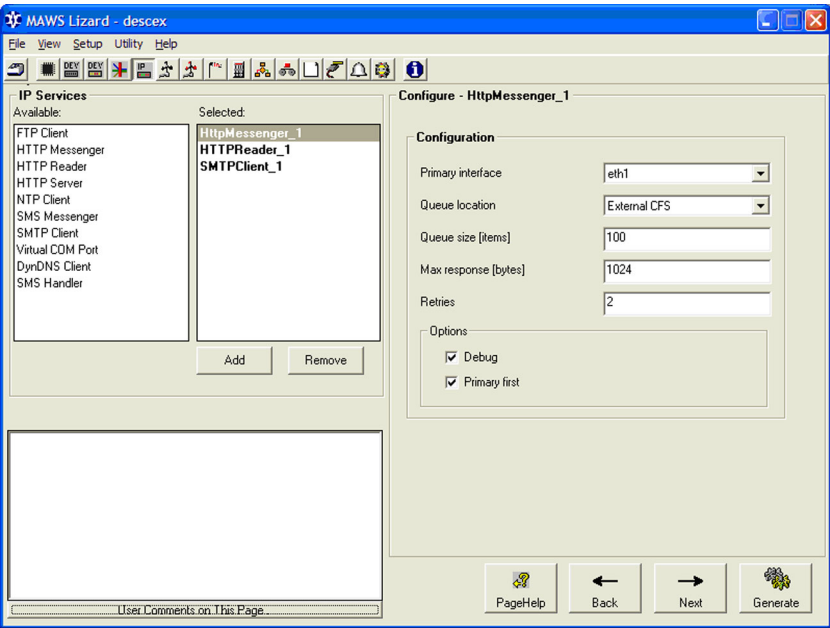 MAWS Lizard - descex
File View Setup Utility Help
DEV DEV IP
IP Services
Available:
Selected:
FTP Client
HTTP Messenger
HTTP Reader
HTTP Server
NTP Client
SMS Messenger
SMTP Client
Virtual COM Port
DynDNS Client
SMS Handler
HttpMessenger_1
HTTPReader_1
SMTPClient_1
Add
Remove
User Comments on This Page..
Configure - HttpMessenger_1
Configuration
Primary interface
eth1
Queue location
External CFS
Queue size [items]
100
Max response [bytes]
1024
Retries
2
Options
Debug
Primary first
PageHelp
Back
Next
Generate